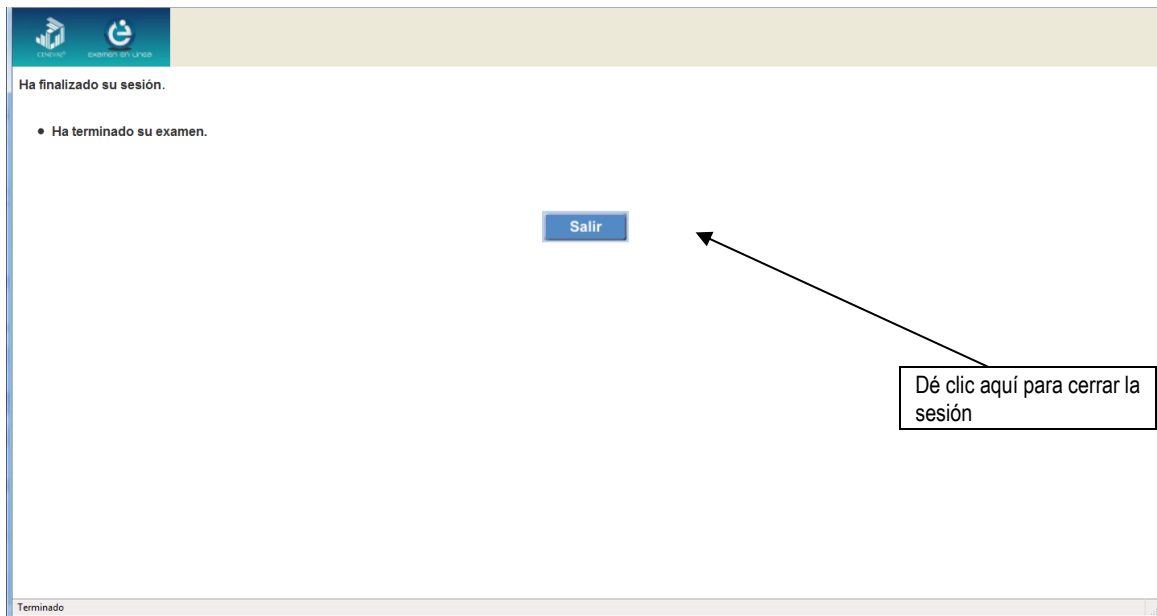 CENEVAL®
examen en línea
Ha finalizado su sesión.
• Ha terminado su examen.
Salir
Dé clic aquí para cerrar la
sesión
Terminado